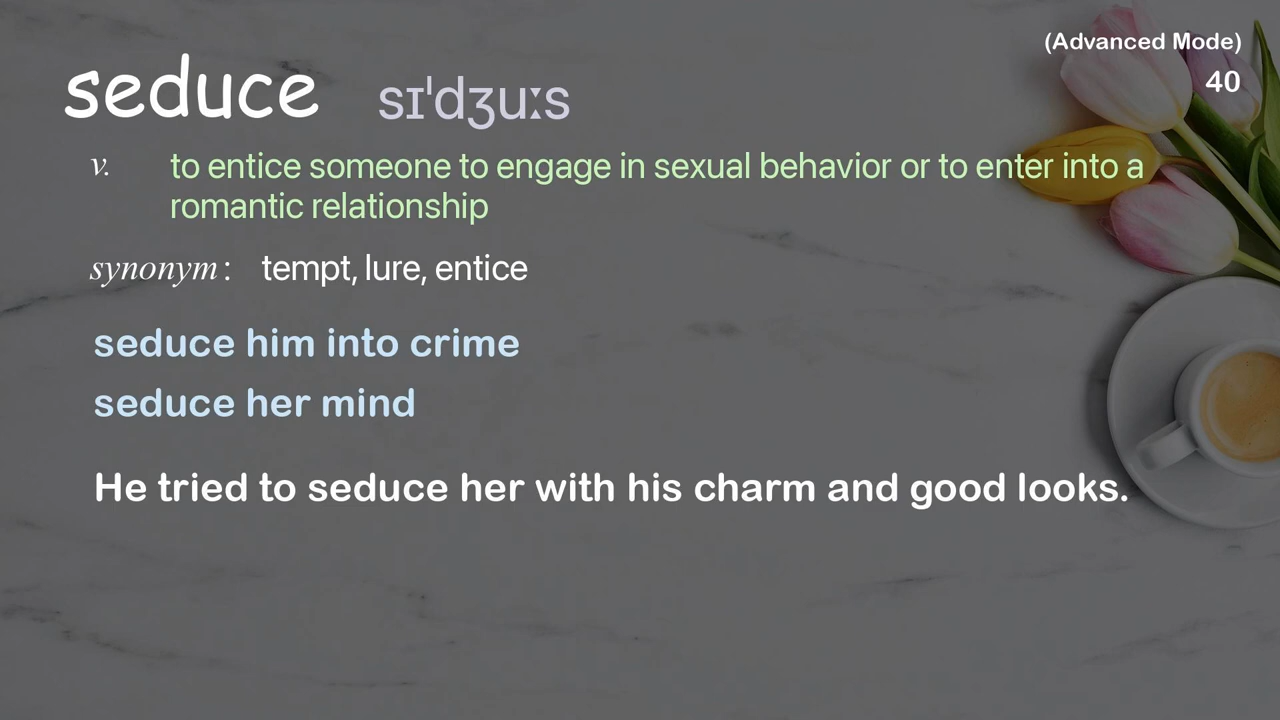 (Advanced Mode)
40
seduce sɪˈdʒuːs
v. to entice someone to engage in sexual behavior or to enter into a
romantic relationship
synonym: tempt, lure, entice
seduce him into crime
seduce her mind
He tried to seduce her with his charm and good looks.